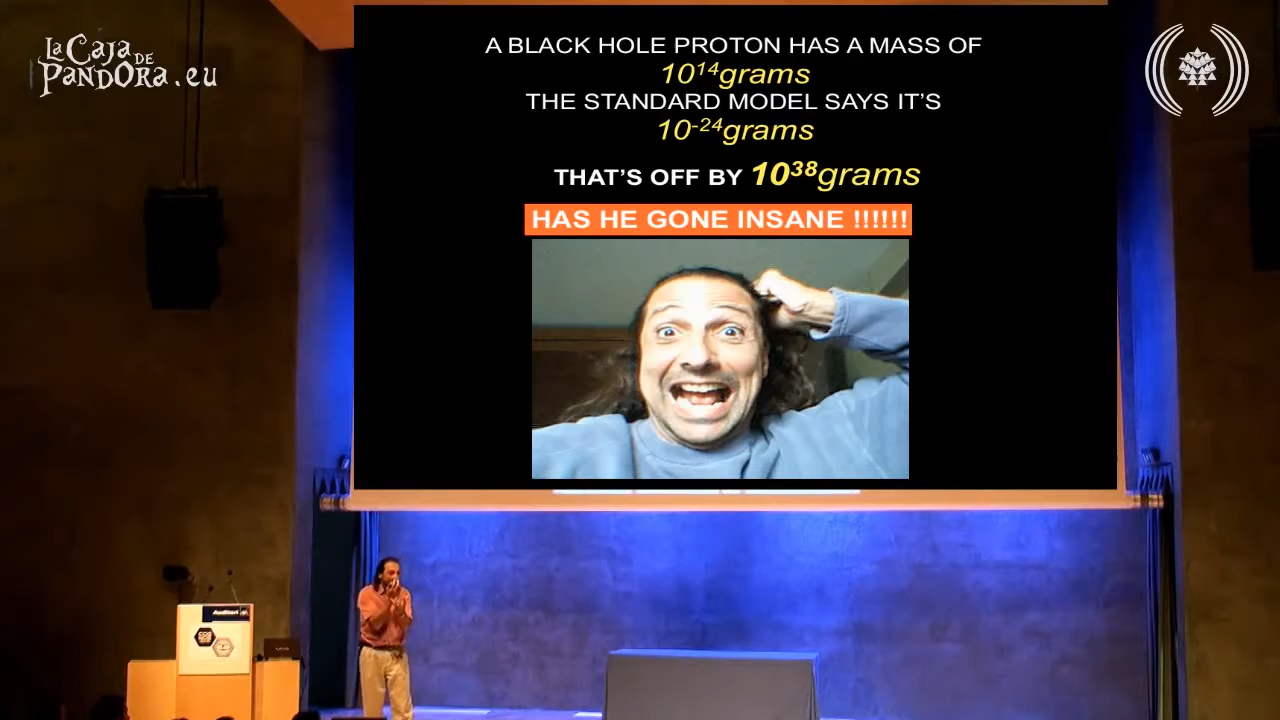 La Caja
DE
PandOra.eu
A BLACK HOLE PROTON HAS A MASS OF
10¹⁴grams
THE STANDARD MODEL SAYS IT'S
10⁻²⁴grams
THAT'S OFF BY 10³⁸grams
HAS HE GONE INSANE !!!!!!
Auditori